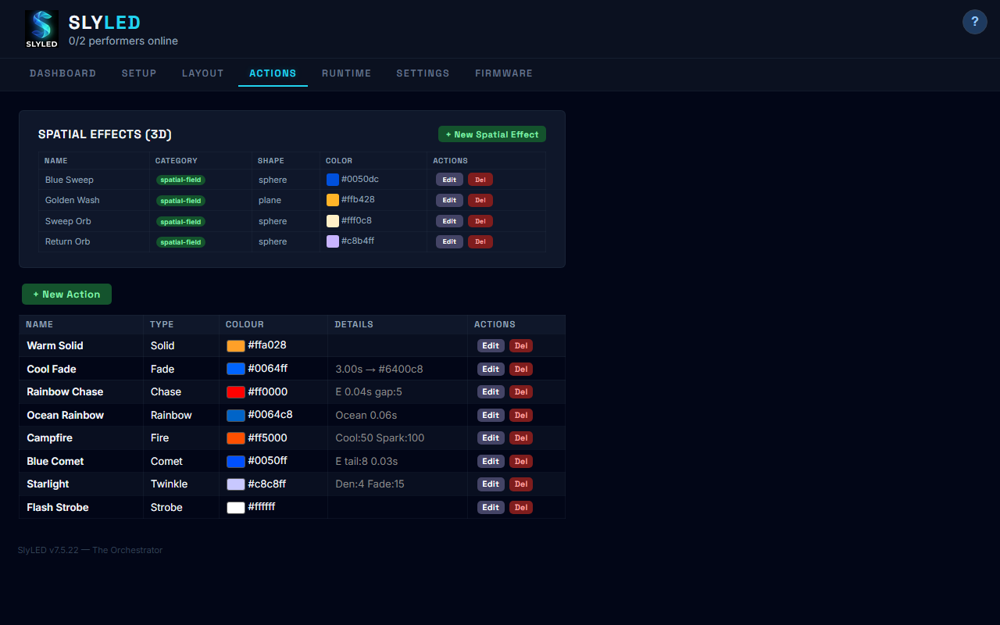 SLYLED
SLYLED
0/2 performers online
?
DASHBOARD SETUP LAYOUT ACTIONS RUNTIME SETTINGS FIRMWARE
SPATIAL EFFECTS (3D) + New Spatial Effect
NAME CATEGORY SHAPE COLOR ACTIONS
Blue Sweep spatial-field sphere #0050dc Edit Del
Golden Wash spatial-field plane #ffb428 Edit Del
Sweep Orb spatial-field sphere #fff0c8 Edit Del
Return Orb spatial-field sphere #c8b4ff Edit Del
+ New Action
NAME TYPE COLOUR DETAILS ACTIONS
Warm Solid Solid #ffa028 Edit Del
Cool Fade Fade #0064ff 3.00s → #6400c8 Edit Del
Rainbow Chase Chase #ff0000 E 0.04s gap:5 Edit Del
Ocean Rainbow Rainbow #0064c8 Ocean 0.06s Edit Del
Campfire Fire #ff5000 Cool:50 Spark:100 Edit Del
Blue Comet Comet #0050ff E tail:8 0.03s Edit Del
Starlight Twinkle #c8c8ff Den:4 Fade:15 Edit Del
Flash Strobe Strobe #ffffff Edit Del
SlyLED v7.5.22 — The Orchestrator